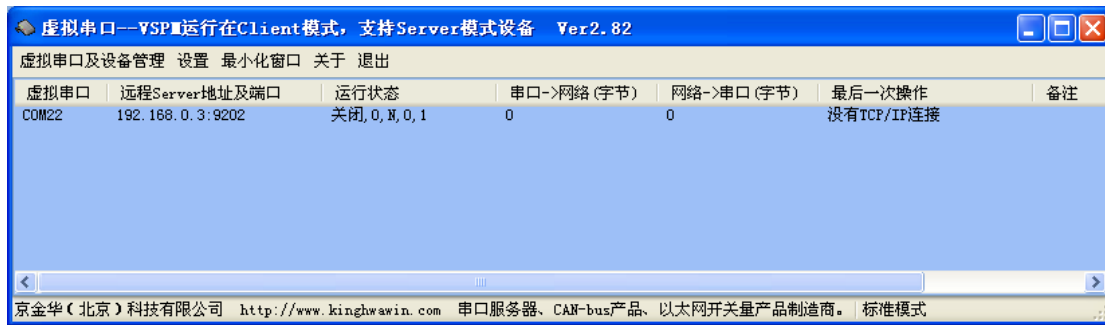 虚拟串口--VSPM运行在Client模式，支持Server模式设备 Ver2.82
虚拟串口及设备管理 设置 最小化窗口 关于 退出
虚拟串口 远程Server地址及端口 运行状态 串口->网络(字节) 网络->串口(字节) 最后一次操作 备注
COM22 192.168.0.3:9202 关闭,0,N,0,1 0 0 没有TCP/IP连接
京金华(北京)科技有限公司 http://www.kinghwawin.com 串口服务器、CAN-bus产品、以太网开关量产品制造商。 标准模式